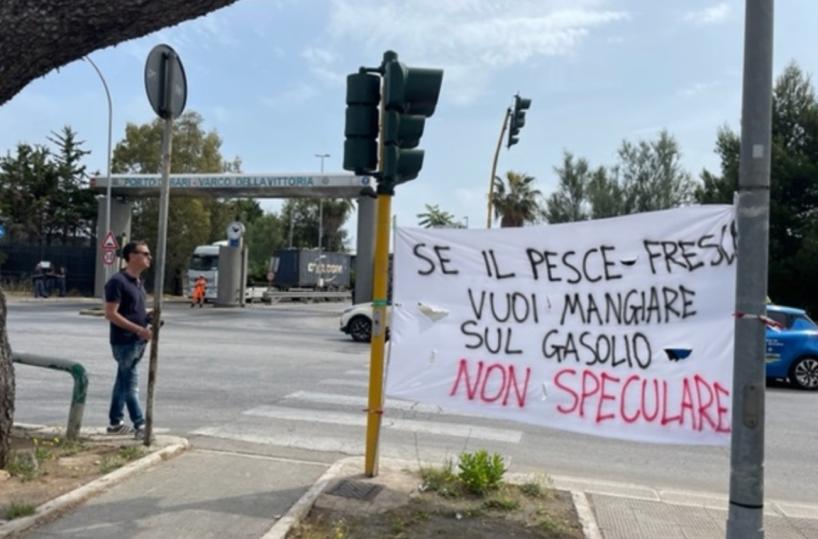 PORTO DI BARI - VARCO DELLA VITTORIA
SE IL PESCE FRESCO
VUOI MANGIARE
SUL GASOLIO
NON SPECULARE